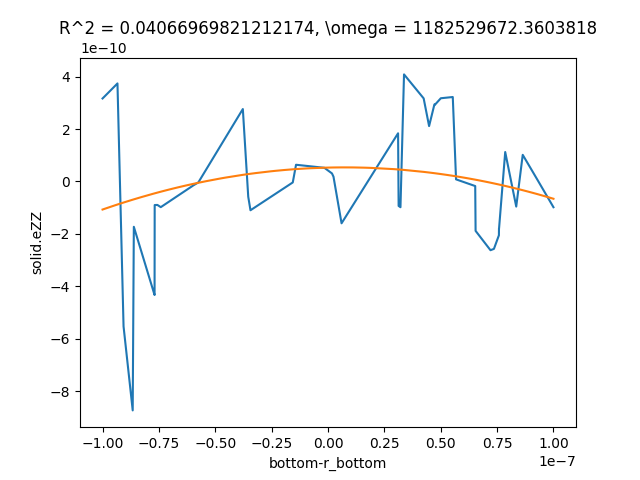 R^2 = 0.04066969821212174, \omega = 1182529672.3603818
1e−10
4
2
0
−2
−4
−6
−8
solid.eZZ
−1.00 −0.75 −0.50 −0.25 0.00 0.25 0.50 0.75 1.00
bottom-r_bottom
1e−7